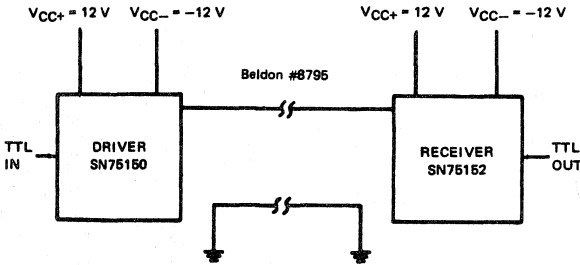 VCC+ = 12 V VCC– = –12 V
VCC+ = 12 V VCC– = –12 V
Beldon #8795
TTL
IN
DRIVER
SN75150
RECEIVER
SN75152
TTL
OUT